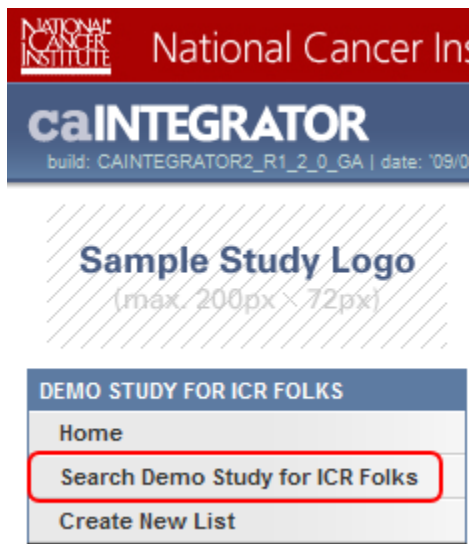 NATIONAL
CANCER
INSTITUTE
National Cancer Ins
caINTEGRATOR
build: CAINTEGRATOR2_R1_2_0_GA | date: '09/0
Sample Study Logo
(max. 200px × 72px)
DEMO STUDY FOR ICR FOLKS
Home
Search Demo Study for ICR Folks
Create New List